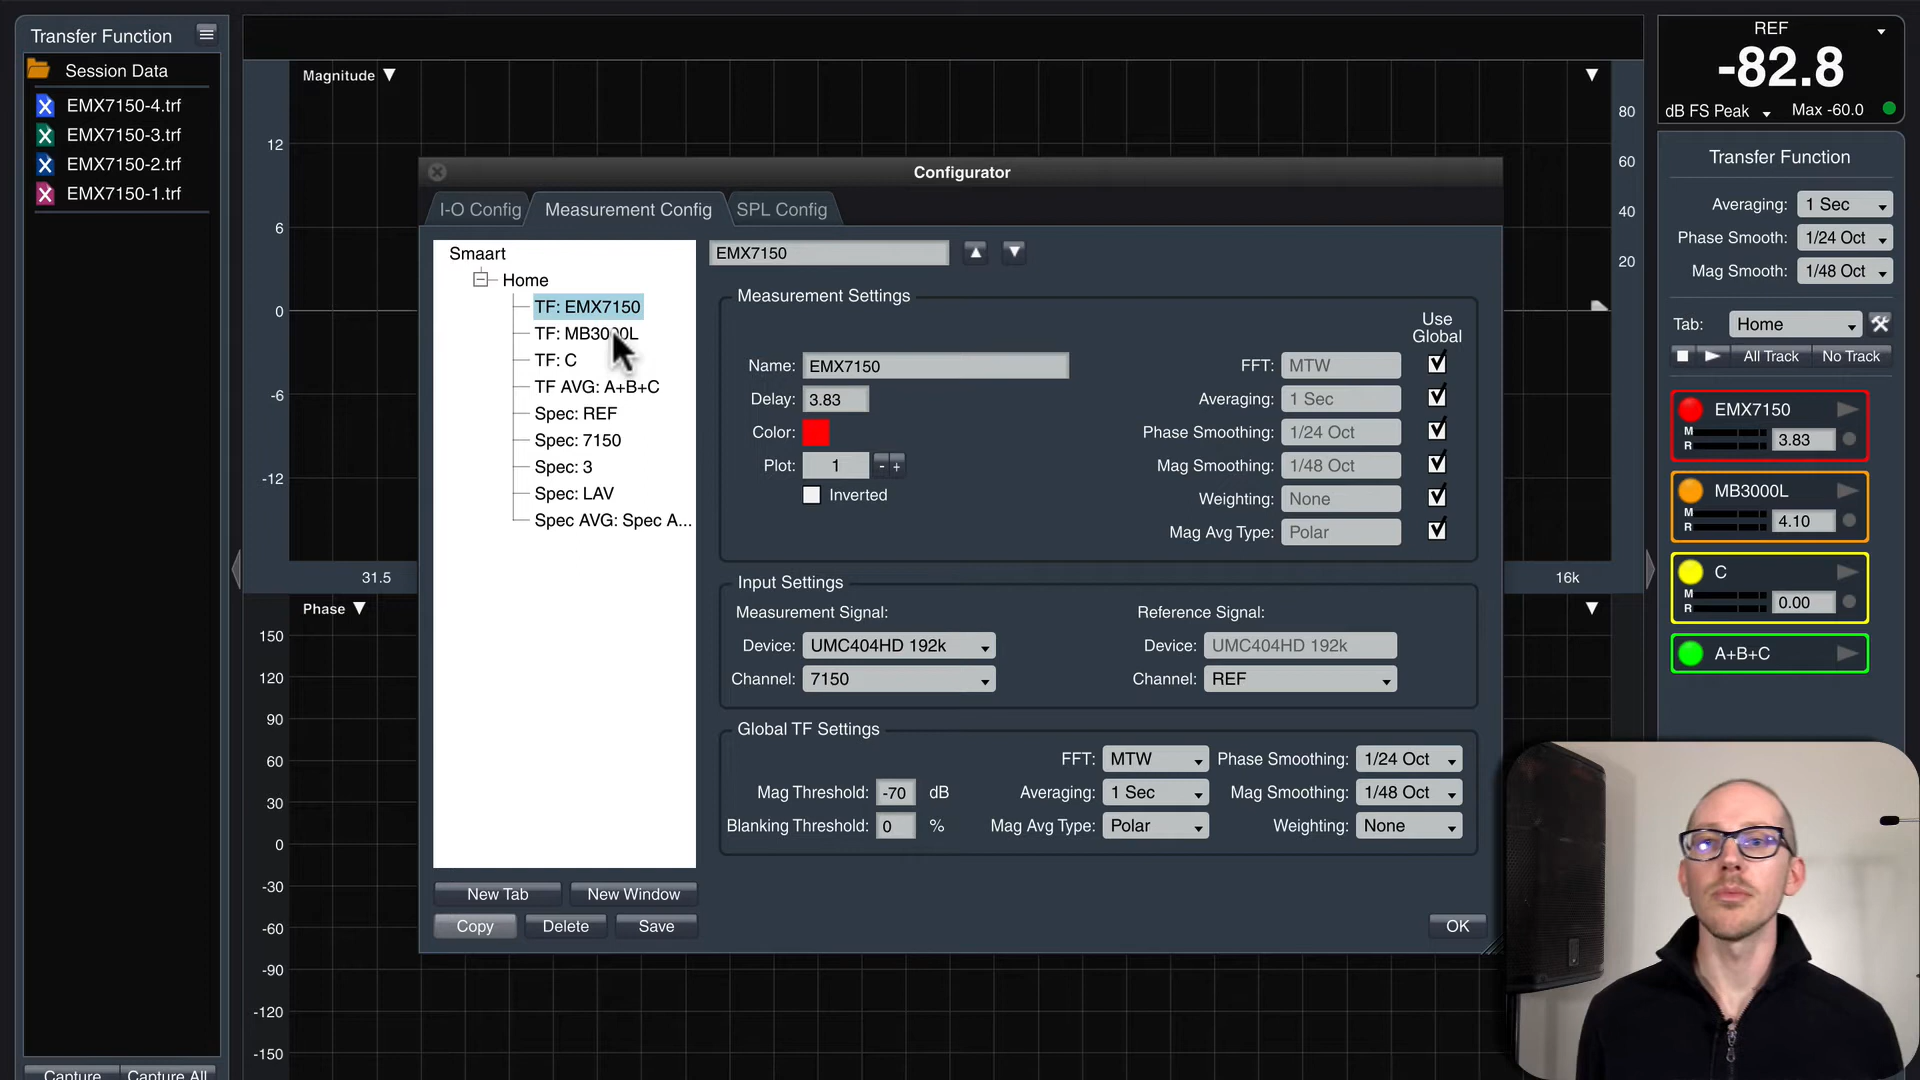 Transfer Function
Session Data
EMX7150-4.trf
EMX7150-3.trf
EMX7150-2.trf
EMX7150-1.trf
Capture
Capture All
Magnitude
12
6
0
-6
-12
31.5
16k
80
60
40
20
Phase
150
120
90
60
30
0
-30
-60
-90
-120
-150
Configurator
I-O Config
Measurement Config
SPL Config
Smaart
Home
TF: EMX7150
TF: MB3000L
TF: C
TF AVG: A+B+C
Spec: REF
Spec: 7150
Spec: 3
Spec: LAV
Spec AVG: Spec A...
New Tab
New Window
Copy
Delete
Save
EMX7150
Measurement Settings
Use
Global
Name: EMX7150
Delay: 3.83
Color:
Plot: 1 - +
Inverted
FFT: MTW
Averaging: 1 Sec
Phase Smoothing: 1/24 Oct
Mag Smoothing: 1/48 Oct
Weighting: None
Mag Avg Type: Polar
Input Settings
Measurement Signal:
Device: UMC404HD 192k
Channel: 7150
Reference Signal:
Device: UMC404HD 192k
Channel: REF
Global TF Settings
FFT: MTW Phase Smoothing: 1/24 Oct
Mag Threshold: -70 dB Averaging: 1 Sec Mag Smoothing: 1/48 Oct
Blanking Threshold: 0 % Mag Avg Type: Polar Weighting: None
OK
REF
-82.8
dB FS Peak Max -60.0
Transfer Function
Averaging: 1 Sec
Phase Smooth: 1/24 Oct
Mag Smooth: 1/48 Oct
Tab: Home
All Track No Track
EMX7150
M
R
3.83
MB3000L
M
R
4.10
C
M
R
0.00
A+B+C